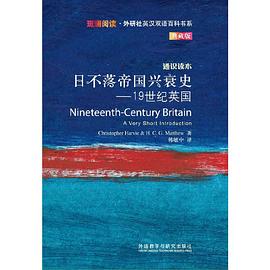 斑斓阅读·外研社英汉双语百科书系
典藏版
通识读本
日不落帝国兴衰史
——19世纪英国
Nineteenth-Century Britain
A Very Short Introduction
Christopher Harvie & H. C. G. Matthew 著
韩敏中 译
外语教学与研究出版社